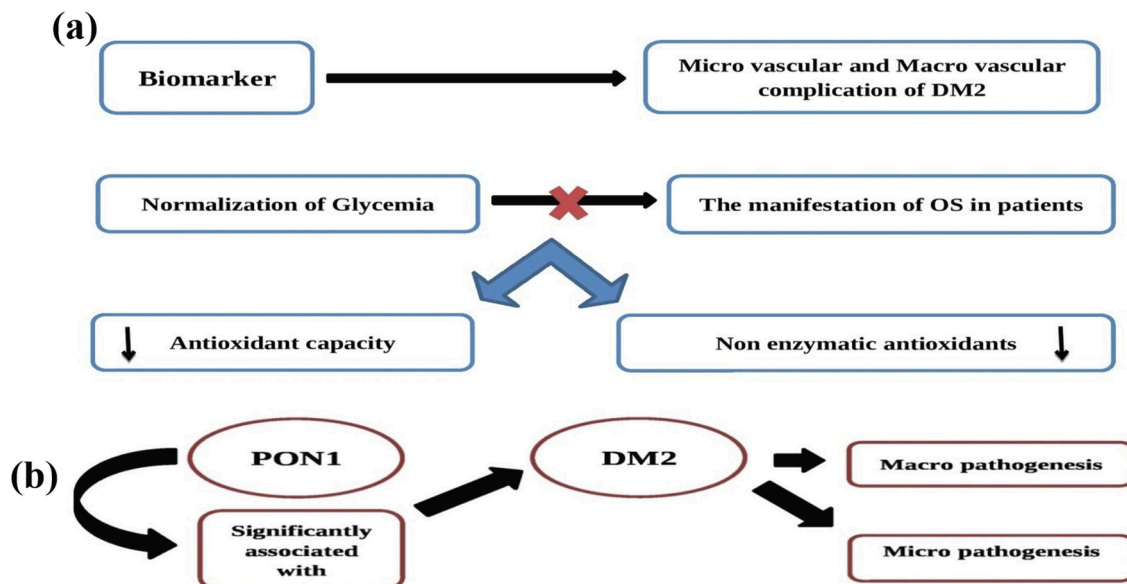 (a)
Biomarker
Micro vascular and Macro vascular
complication of DM2
Normalization of Glycemia
The manifestation of OS in patients
Antioxidant capacity
Non enzymatic antioxidants
(b)
PON1
DM2
Macro pathogenesis
Significantly
associated
with
Micro pathogenesis